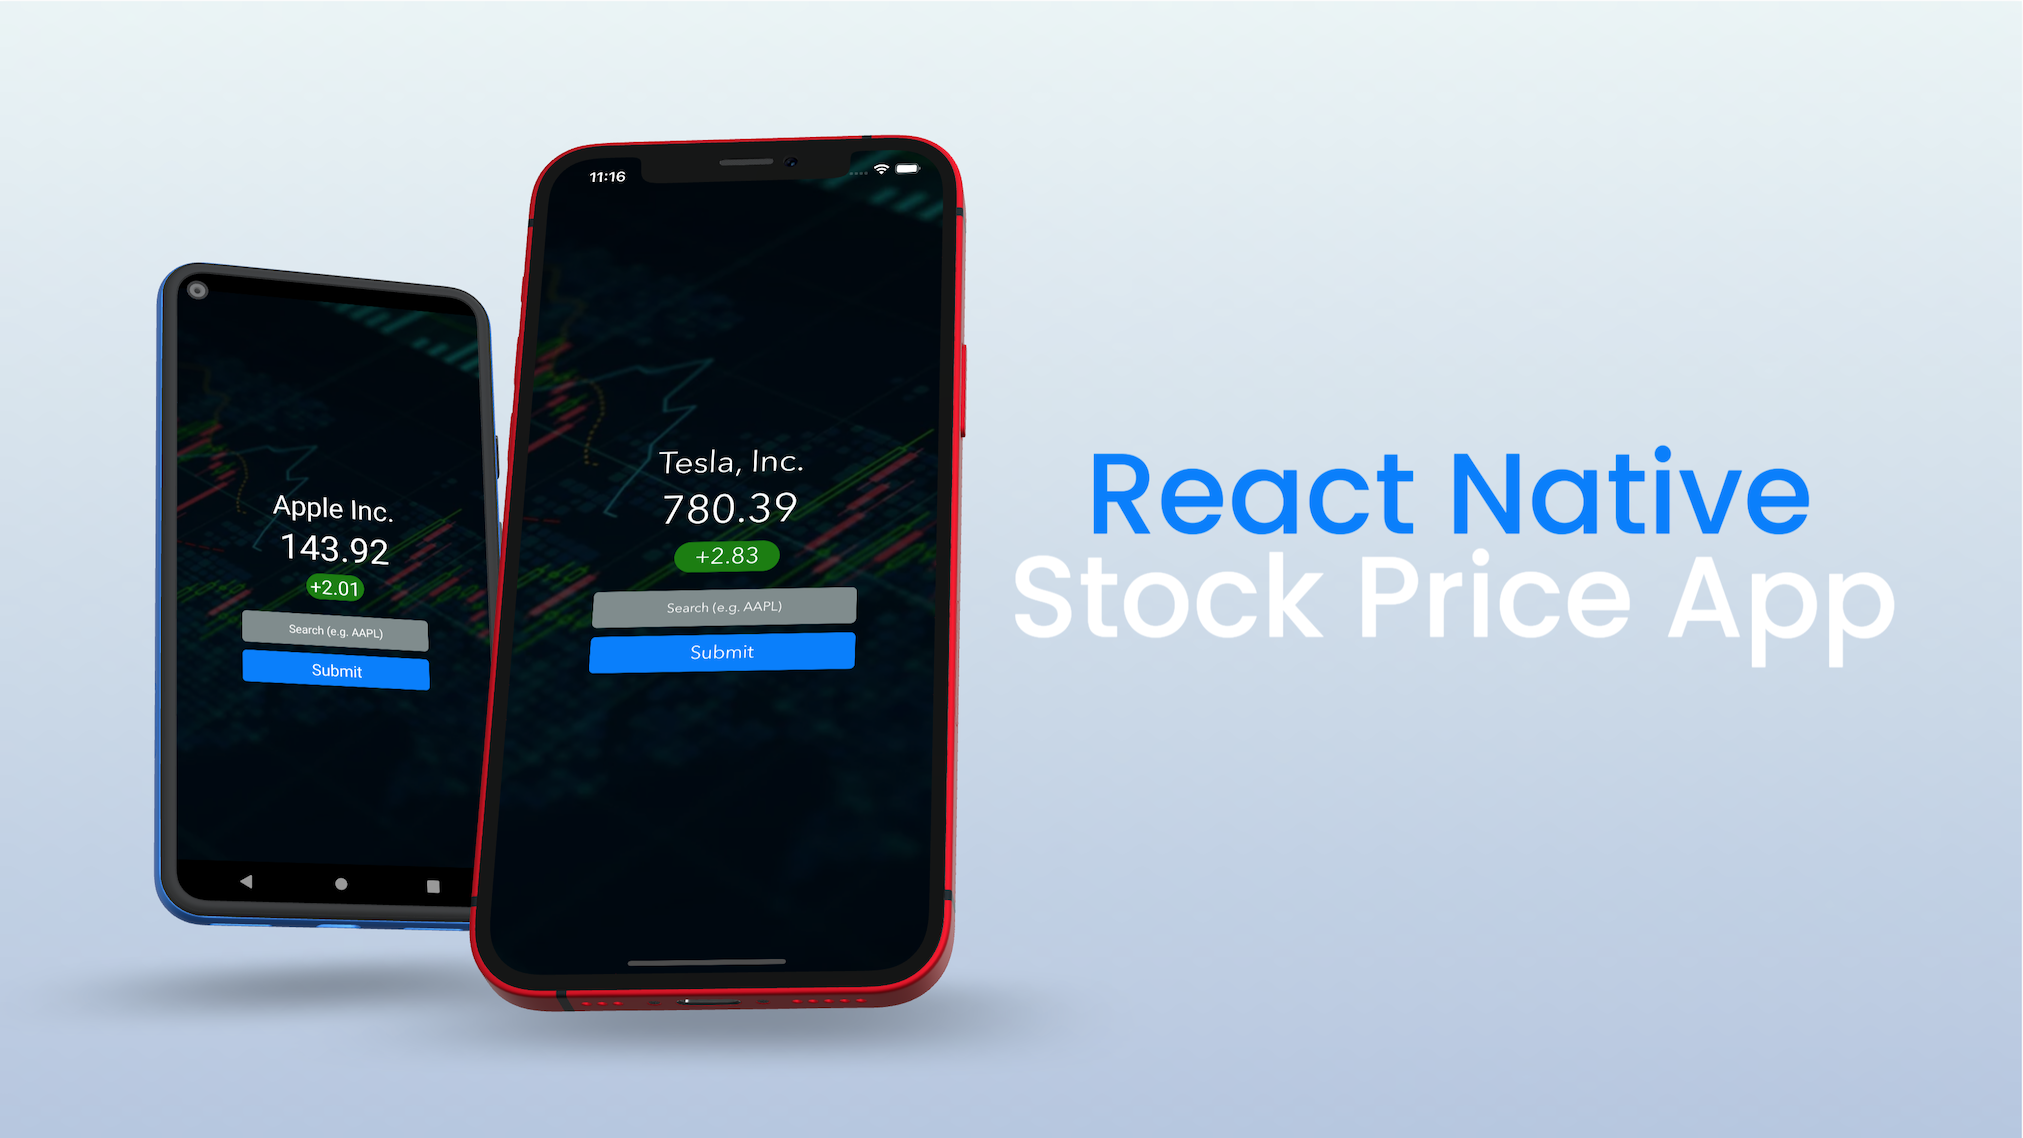 Apple Inc.
143.92
+2.01
Search (e.g. AAPL)
Submit
11:16
Tesla, Inc.
780.39
+2.83
Search (e.g. AAPL)
Submit
React Native
Stock Price App